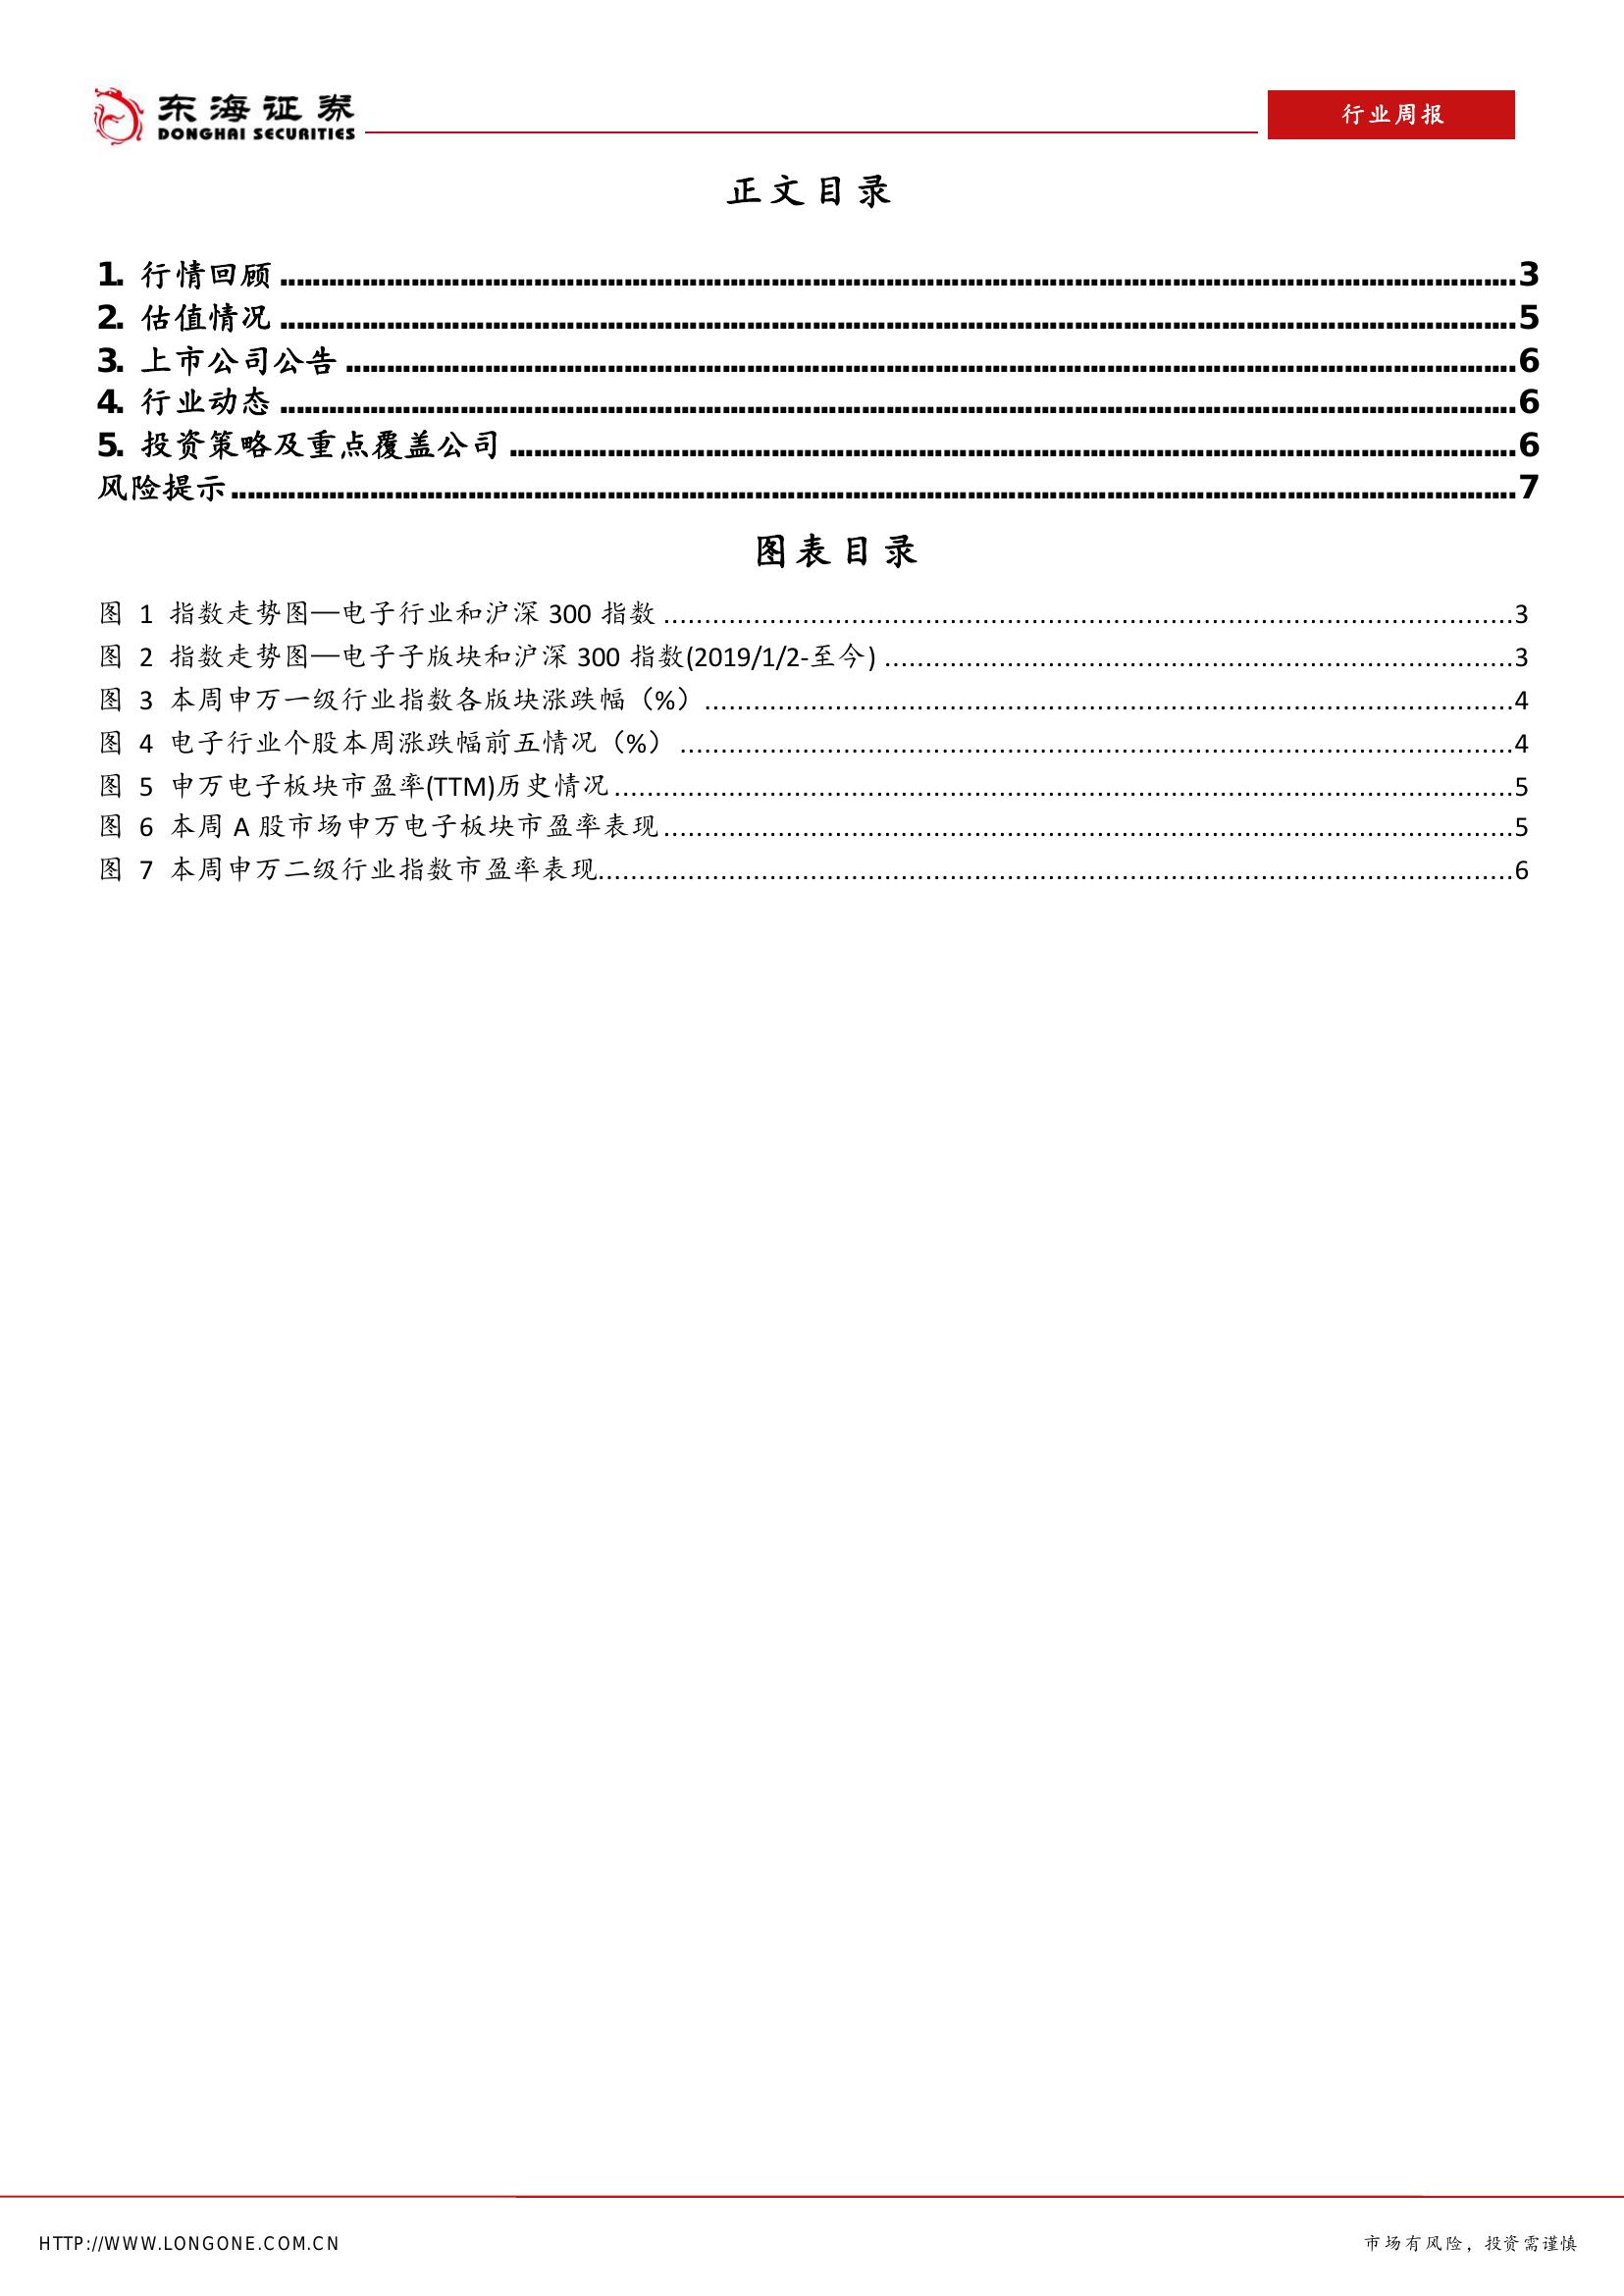 东海证券
DONGHAI SECURITIES
行业周报
正文目录
1. 行情回顾 ........................................ 3
2. 估值情况 ........................................ 5
3. 上市公司公告 ........................................ 6
4. 行业动态 ........................................ 6
5. 投资策略及重点覆盖公司 ........................................ 6
风险提示 ........................................ 7
图表目录
图 1 指数走势图—电子行业和沪深 300 指数 ........................................ 3
图 2 指数走势图—电子子版块和沪深 300 指数(2019/1/2-至今) ........................................ 3
图 3 本周申万一级行业指数各版块涨跌幅（%） ........................................ 4
图 4 电子行业个股本周涨跌幅前五情况（%） ........................................ 4
图 5 申万电子板块市盈率(TTM)历史情况 ........................................ 5
图 6 本周 A 股市场申万电子板块市盈率表现 ........................................ 5
图 7 本周申万二级行业指数市盈率表现 ........................................ 6
HTTP://WWW.LONGONE.COM.CN
市场有风险，投资需谨慎